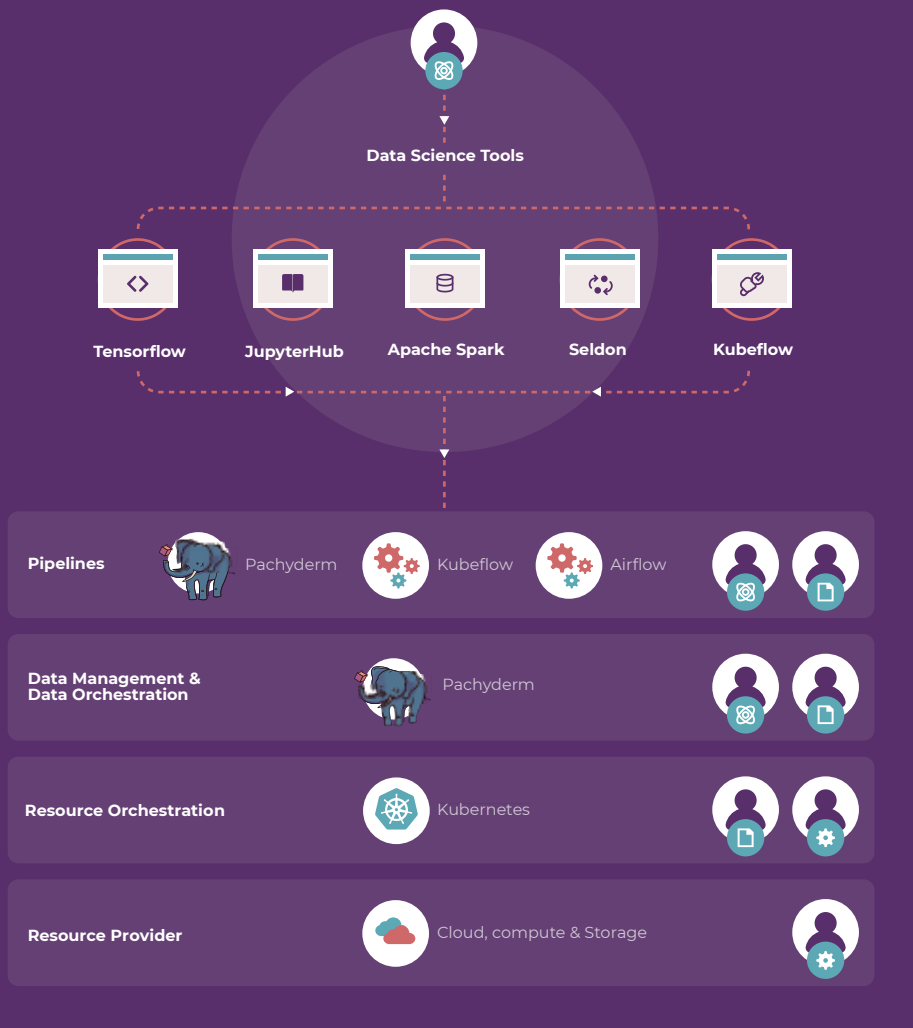 Data Science Tools
Tensorflow
JupyterHub
Apache Spark
Seldon
Kubeflow
Pipelines
Pachyderm
Kubeflow
Airflow
Data Management &
Data Orchestration
Pachyderm
Resource Orchestration
Kubernetes
Resource Provider
Cloud, compute & Storage